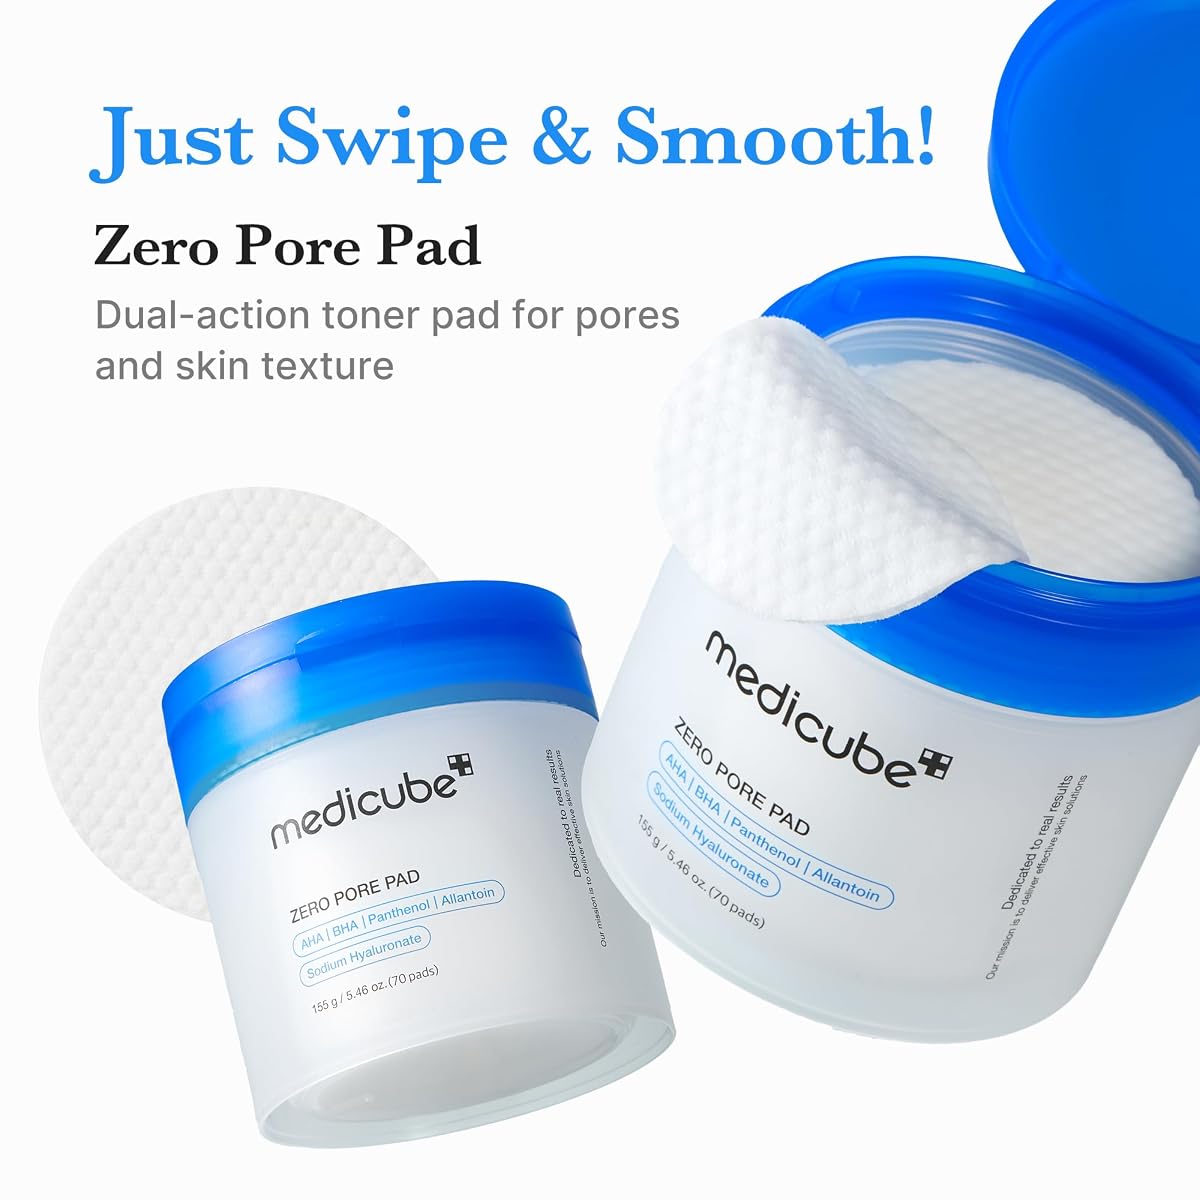 Just Swipe & Smooth!
Zero Pore Pad
Dual-action toner pad for pores
and skin texture
medicube
ZERO PORE PAD
AHA | BHA | Panthenol | Allantoin
Sodium Hyaluronate
155 g / 5.46 oz. (70 pads)
Dedicated to real results
Our mission is to deliver effective skin solutions
medicube
ZERO PORE PAD
AHA | BHA | Panthenol | Allantoin
Sodium Hyaluronate
155 g / 5.46 oz. (70 pads)
Dedicated to real results
Our mission is to deliver effective skin solutions